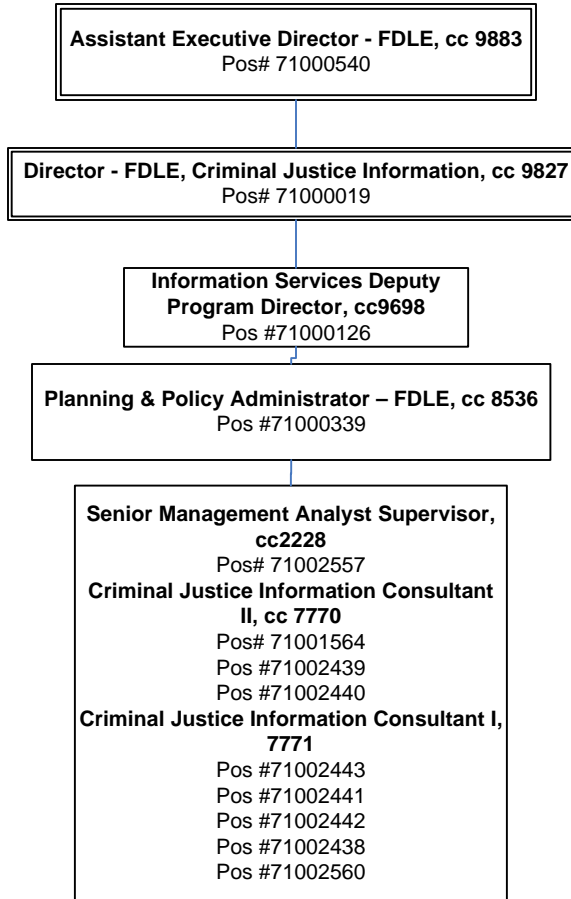 Assistant Executive Director - FDLE, cc 9883
Pos# 71000540
Director - FDLE, Criminal Justice Information, cc 9827
Pos# 71000019
Information Services Deputy
Program Director, cc9698
Pos #71000126
Planning & Policy Administrator – FDLE, cc 8536
Pos #71000339
Senior Management Analyst Supervisor,
cc2228
Pos# 71002557
Criminal Justice Information Consultant
II, cc 7770
Pos# 71001564
Pos #71002439
Pos #71002440
Criminal Justice Information Consultant I,
7771
Pos #71002443
Pos #71002441
Pos #71002442
Pos #71002438
Pos #71002560